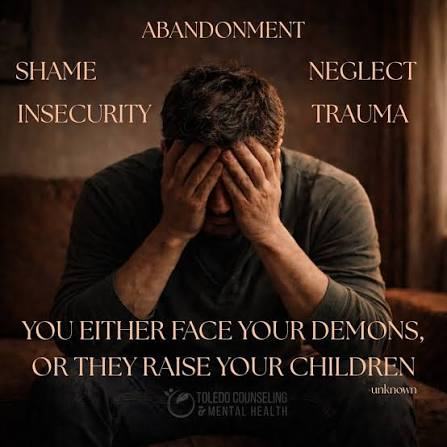 ABANDONMENT
SHAME
NEGLECT
INSECURITY
TRAUMA
YOU EITHER FACE YOUR DEMONS,
OR THEY RAISE YOUR CHILDREN
-unknown
TOLEDO COUNSELING
& MENTAL HEALTH